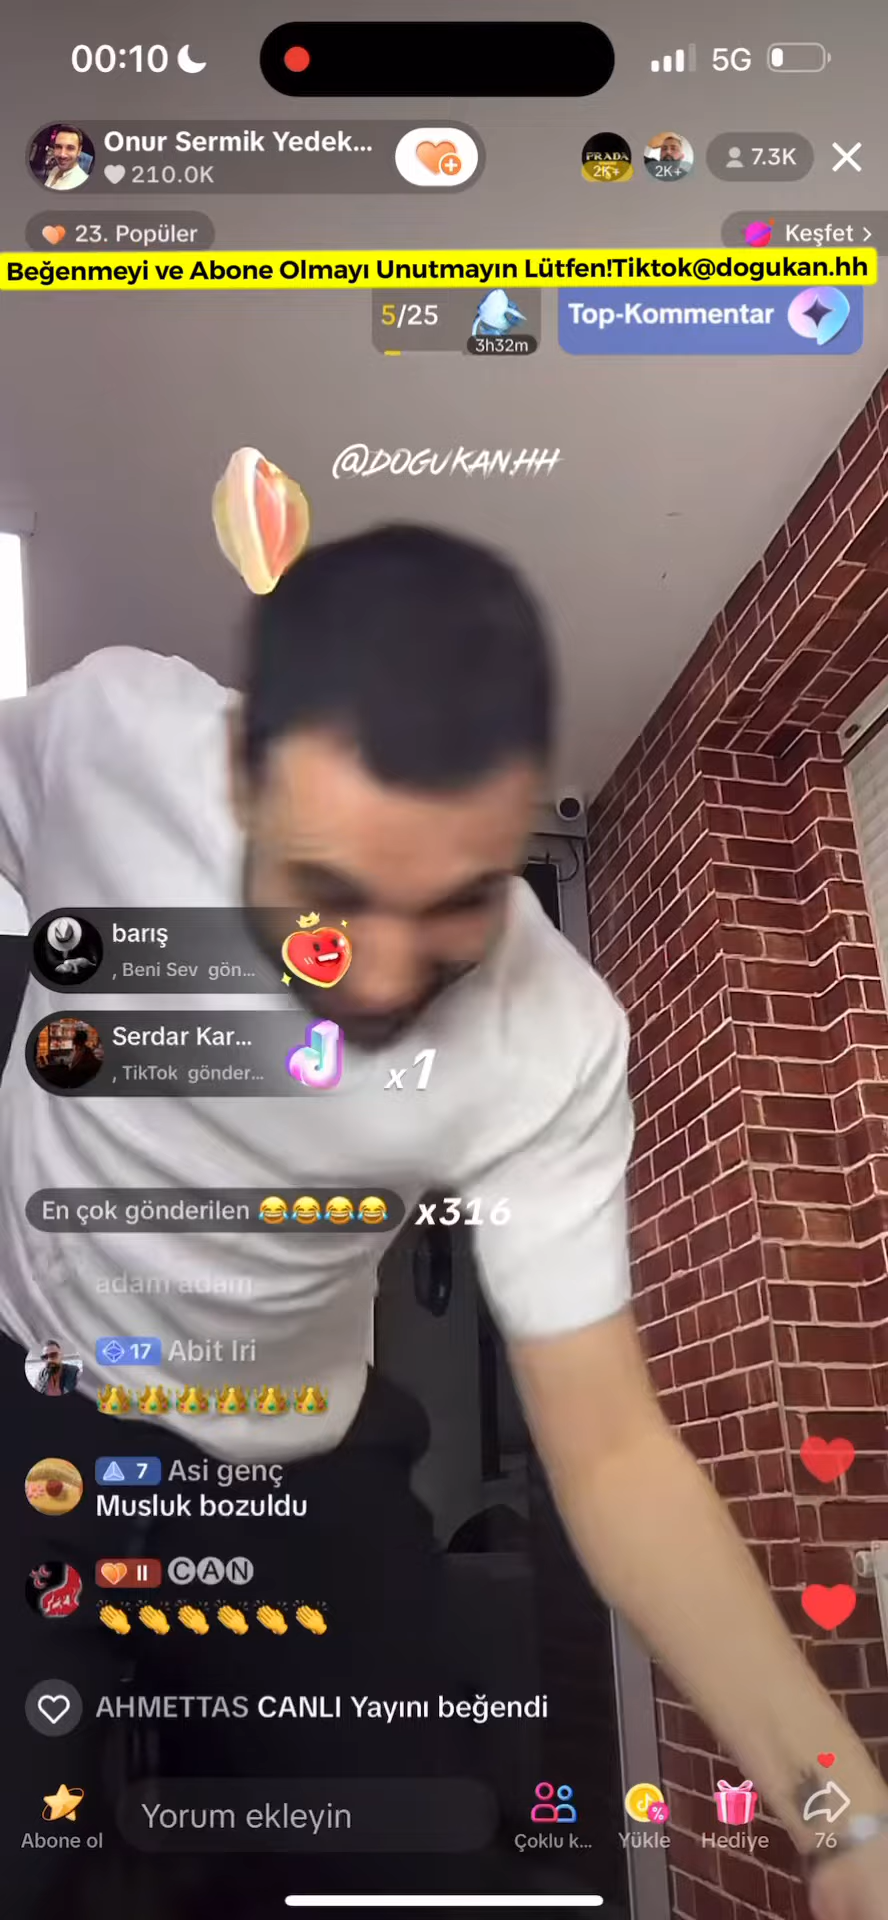 00:10
5G
Onur Sermik Yedek...
210.0K
PRADA
2K+
2K+
7.3K
23. Popüler
Keşfet >
Beğenmeyi ve Abone Olmayı Unutmayın Lütfen!Tiktok@dogukan.hh
5/25
3h32m
Top-Kommentar
@DOGUKAN.HH
barış
, Beni Sev gön...
Serdar Kar...
, TikTok gönder...
x1
En çok gönderilen 😂😂😂😂 x316
adam adam
17 Abit Iri
👑👑👑👑👑👑
7 Asi genç
Musluk bozuldu
II ⒸⒶⓃ
👏👏👏👏👏👏
AHMETTAS CANLI Yayını beğendi
Abone ol
Yorum ekleyin
Çoklu k...
Yükle
Hediye
76